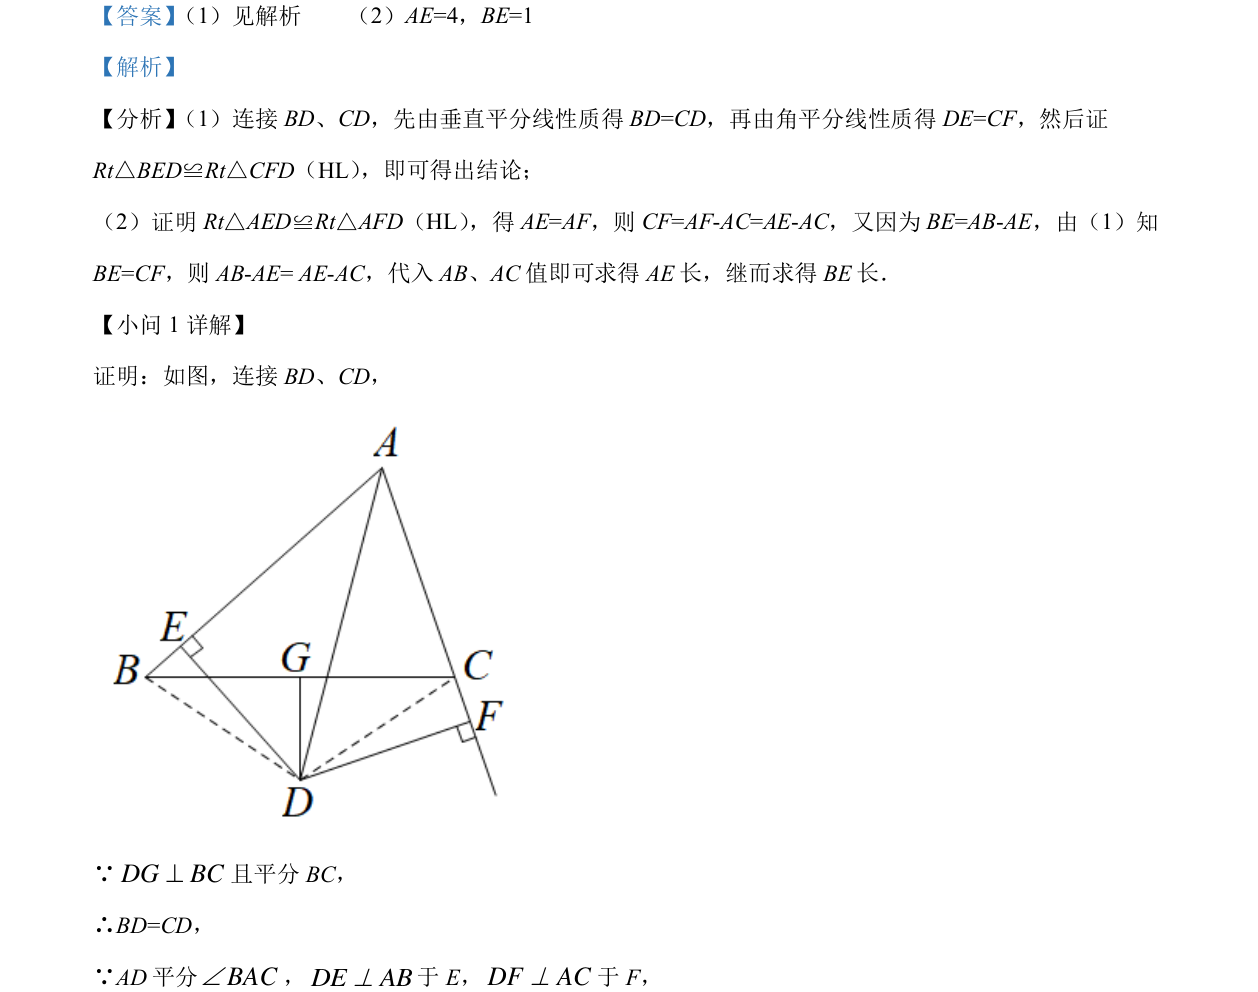 【答案】（1）见解析 （2）AE=4，BE=1
【解析】
【分析】（1）连接 BD、CD，先由垂直平分线性质得 BD=CD，再由角平分线性质得 DE=CF，然后证
Rt△BED≌Rt△CFD（HL），即可得出结论；
（2）证明 Rt△AED≌Rt△AFD（HL），得 AE=AF，则 CF=AF-AC=AE-AC，又因为 BE=AB-AE，由（1）知
BE=CF，则 AB-AE= AE-AC，代入 AB、AC 值即可求得 AE 长，继而求得 BE 长．
【小问 1 详解】
证明：如图，连接 BD、CD，
A
E
B
G
C
F
D
∵ DG⊥BC 且平分 BC，
∴BD=CD，
∵AD 平分∠BAC，DE⊥AB 于 E，DF⊥AC 于 F，